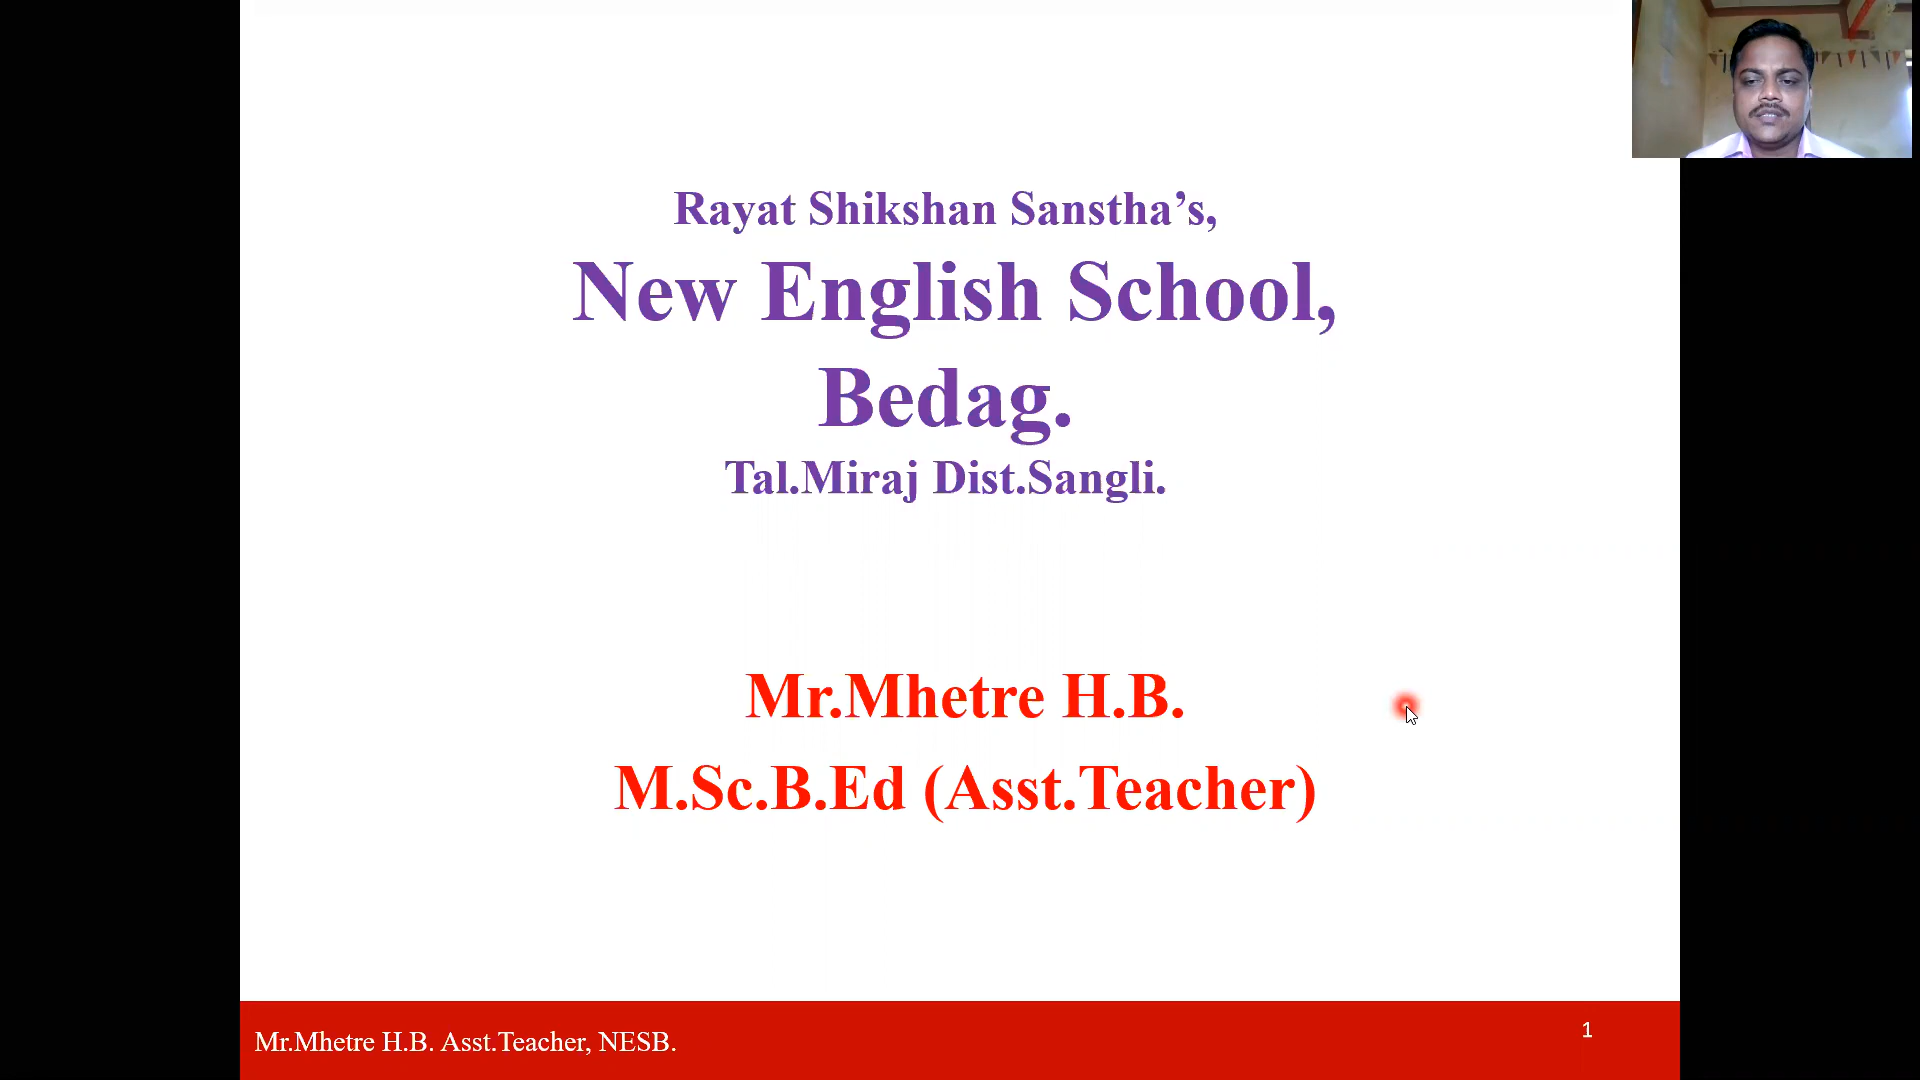 Rayat Shikshan Sanstha’s,
New English School,
Bedag.
Tal.Miraj Dist.Sangli.
Mr.Mhetre H.B.
M.Sc.B.Ed (Asst.Teacher)
Mr.Mhetre H.B. Asst.Teacher, NESB.
1